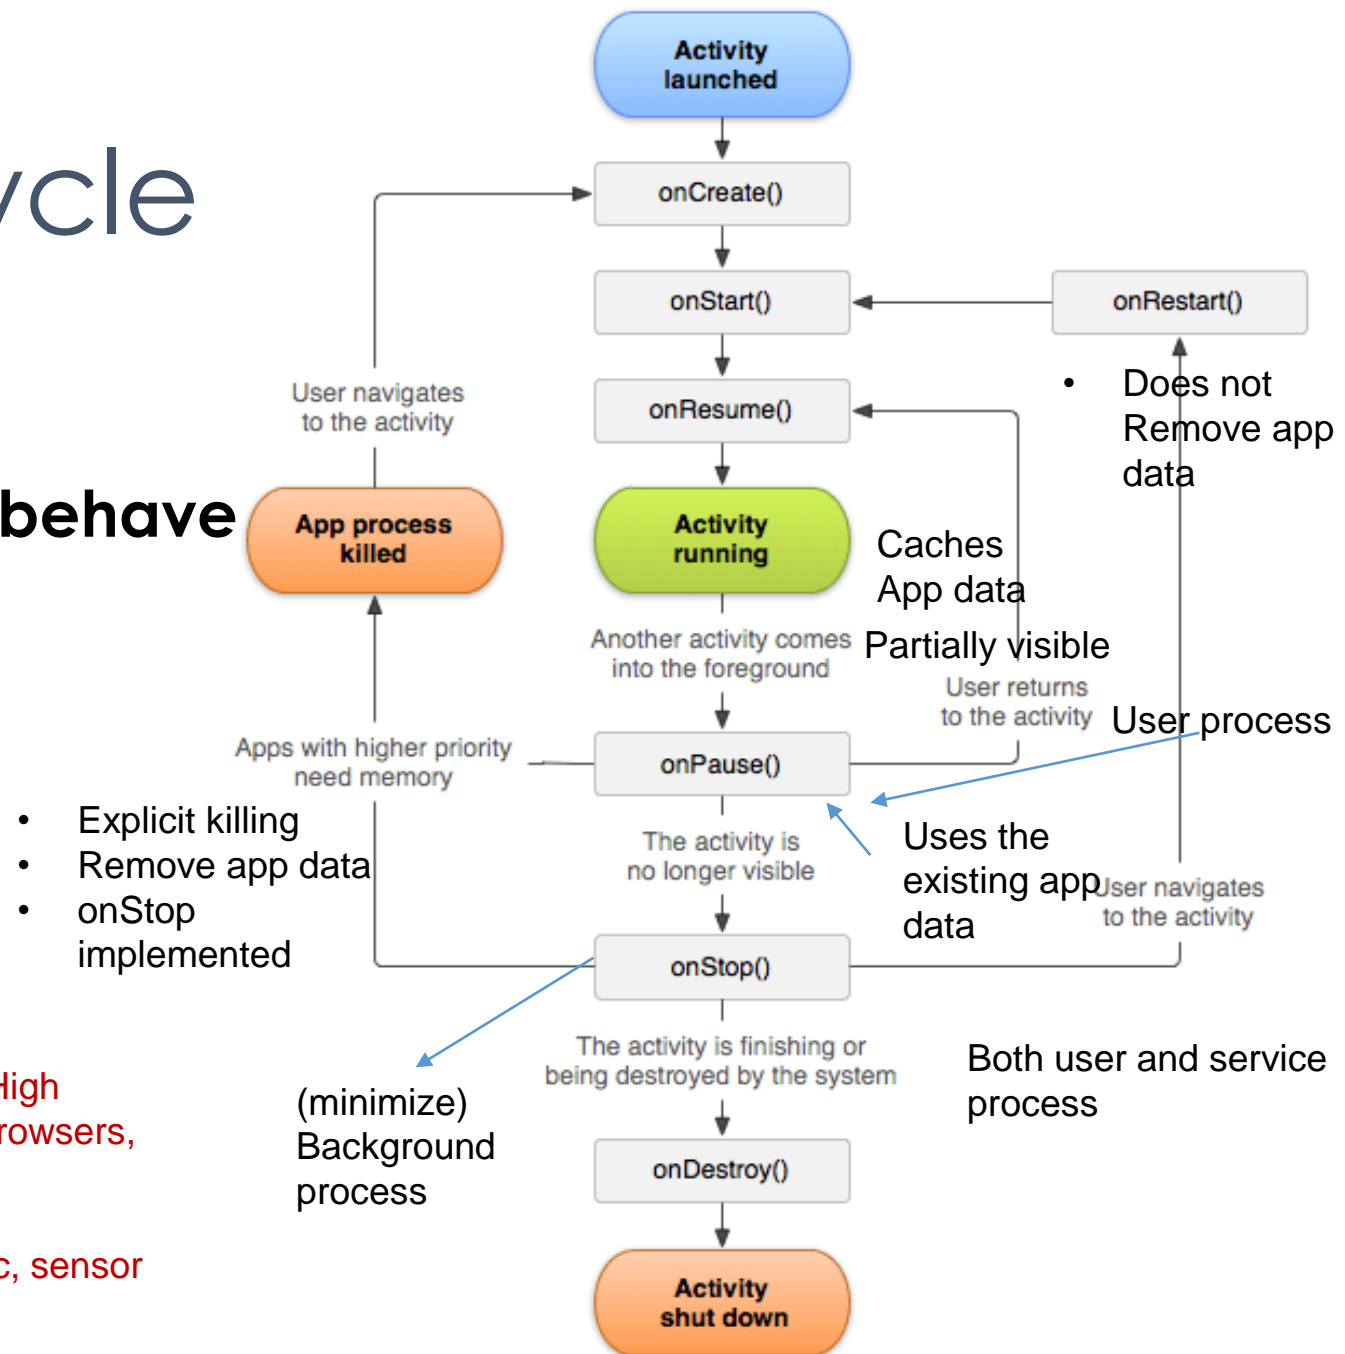 Activity
launched
ycle
onCreate()
onStart()
onRestart()
User navigates
to the activity
onResume()
• Does not
Remove app
data
behave
App process
killed
Activity
running
Caches
App data
Another activity comes
into the foreground
Partially visible
User returns
to the activity
User process
Apps with higher priority
need memory
onPause()
• Explicit killing
• Remove app data
• onStop
implemented
The activity is
no longer visible
Uses the
existing app
data
User navigates
to the activity
onStop()
The activity is finishing or
being destroyed by the system
Both user and service
process
High
rowsers,
(minimize)
Background
process
onDestroy()
c, sensor
Activity
shut down